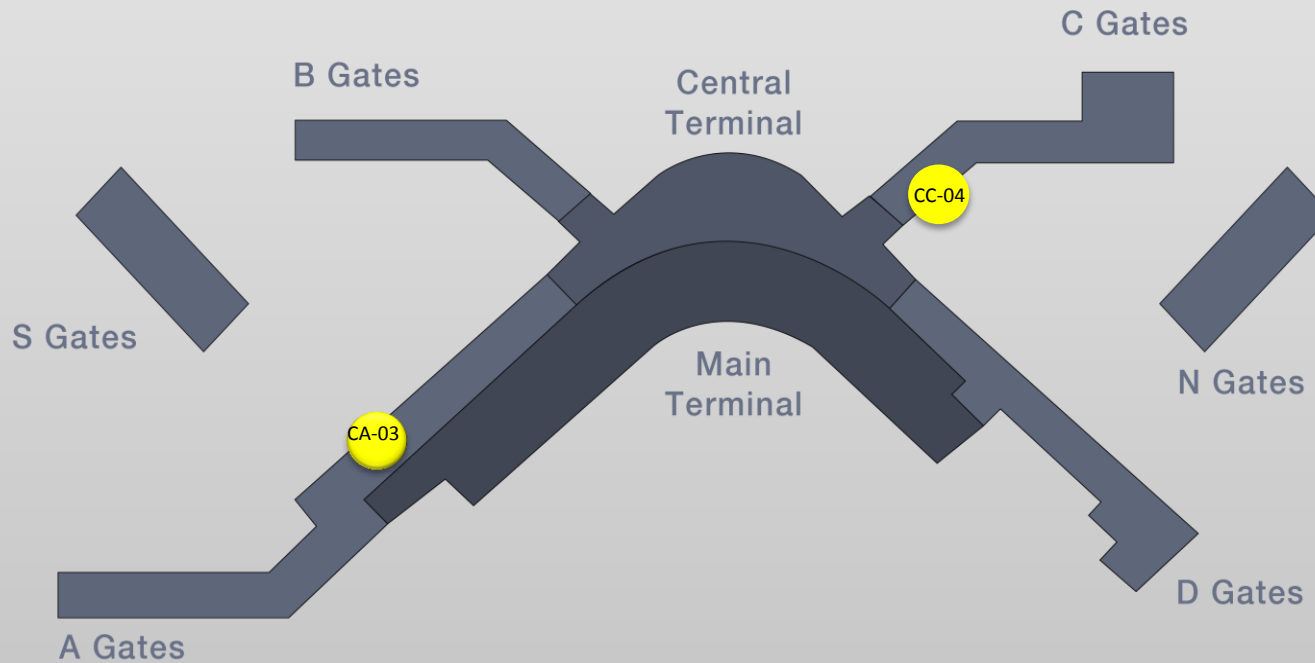 C Gates
B Gates
Central
Terminal
CC-04
S Gates
Main
Terminal
N Gates
CA-03
D Gates
A Gates